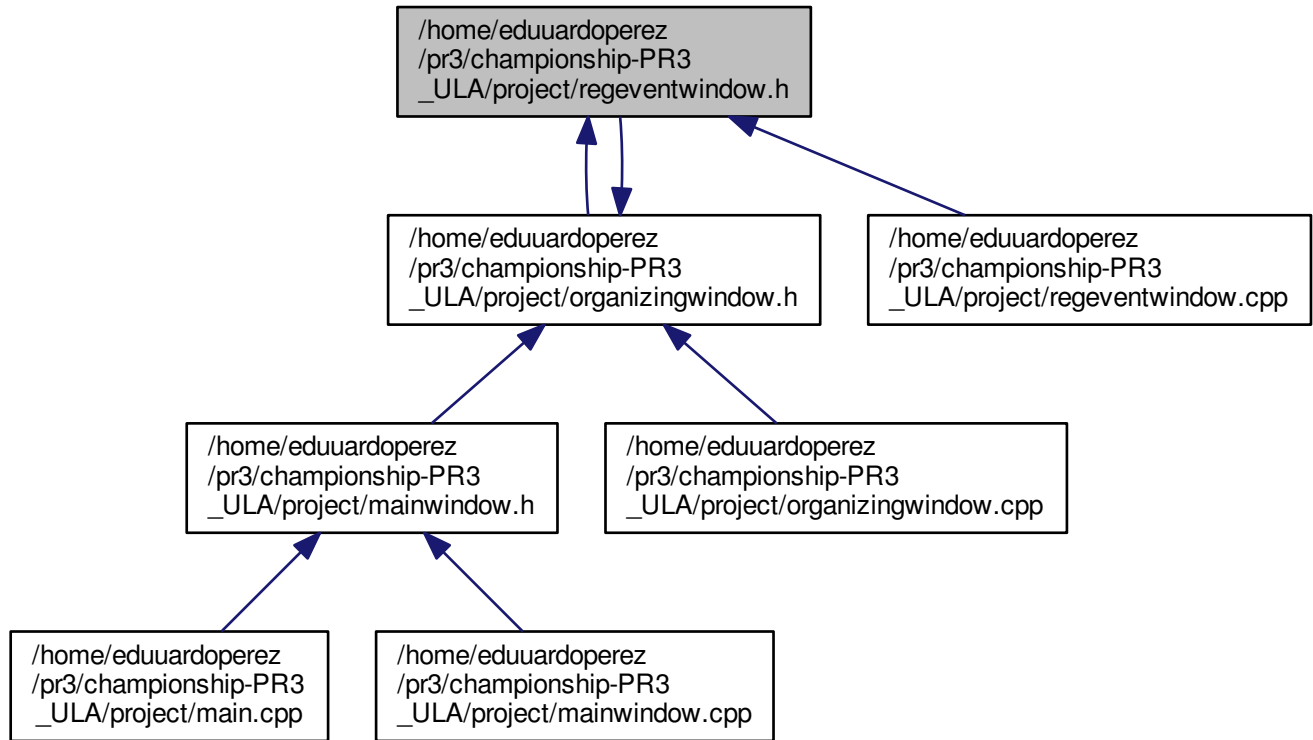 /home/eduuardoperez
/pr3/championship-PR3
_ULA/project/regeventwindow.h
/home/eduuardoperez
/pr3/championship-PR3
_ULA/project/organizingwindow.h
/home/eduuardoperez
/pr3/championship-PR3
_ULA/project/regeventwindow.cpp
/home/eduuardoperez
/pr3/championship-PR3
_ULA/project/mainwindow.h
/home/eduuardoperez
/pr3/championship-PR3
_ULA/project/organizingwindow.cpp
/home/eduuardoperez
/pr3/championship-PR3
_ULA/project/main.cpp
/home/eduuardoperez
/pr3/championship-PR3
_ULA/project/mainwindow.cpp